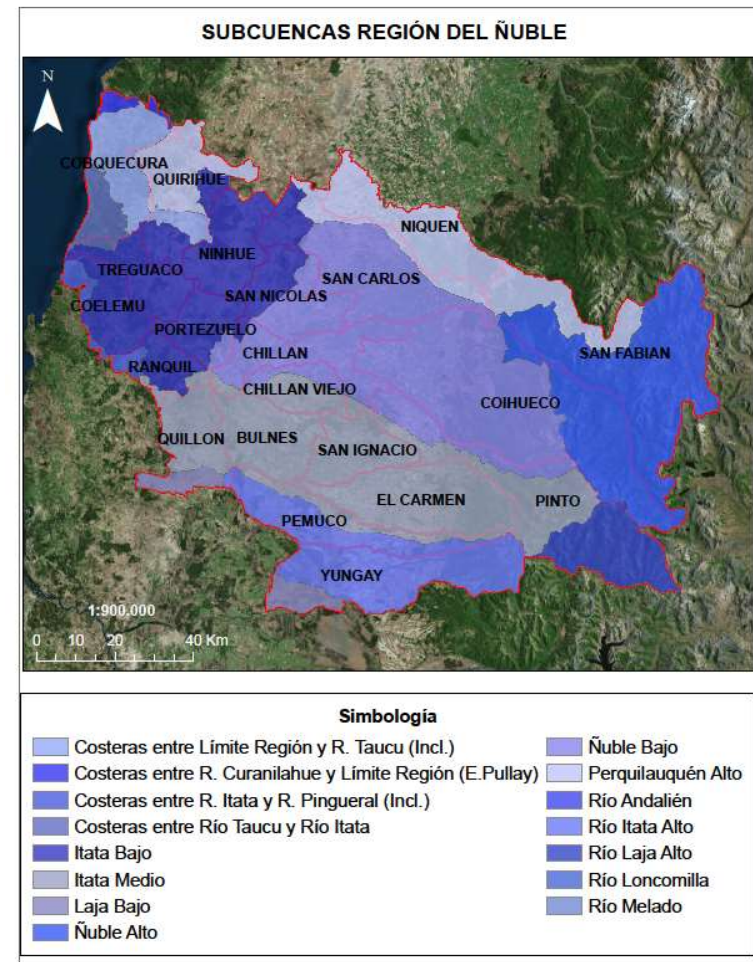 SUBCUENCAS REGIÓN DEL ÑUBLE
N
COBQUECURA
QUIRIHUE
NIQUEN
NINHUE
TREGUACO
SAN CARLOS
SAN NICOLAS
COELEMU
PORTEZUELO
CHILLAN
SAN FABIAN
RANQUIL
CHILLAN VIEJO
COIHUECO
QUILLON
BULNES
SAN IGNACIO
EL CARMEN
PINTO
PEMUCO
YUNGAY
1:900.000
0 10 20 40 Km
Simbología
Costeras entre Límite Región y R. Taucu (Incl.)
Costeras entre R. Curanilahue y Límite Región (E.Pullay)
Costeras entre R. Itata y R. Pingueral (Incl.)
Costeras entre Río Taucu y Río Itata
Itata Bajo
Itata Medio
Laja Bajo
Ñuble Alto
Ñuble Bajo
Perquilauquén Alto
Río Andalién
Río Itata Alto
Río Laja Alto
Río Loncomilla
Río Melado